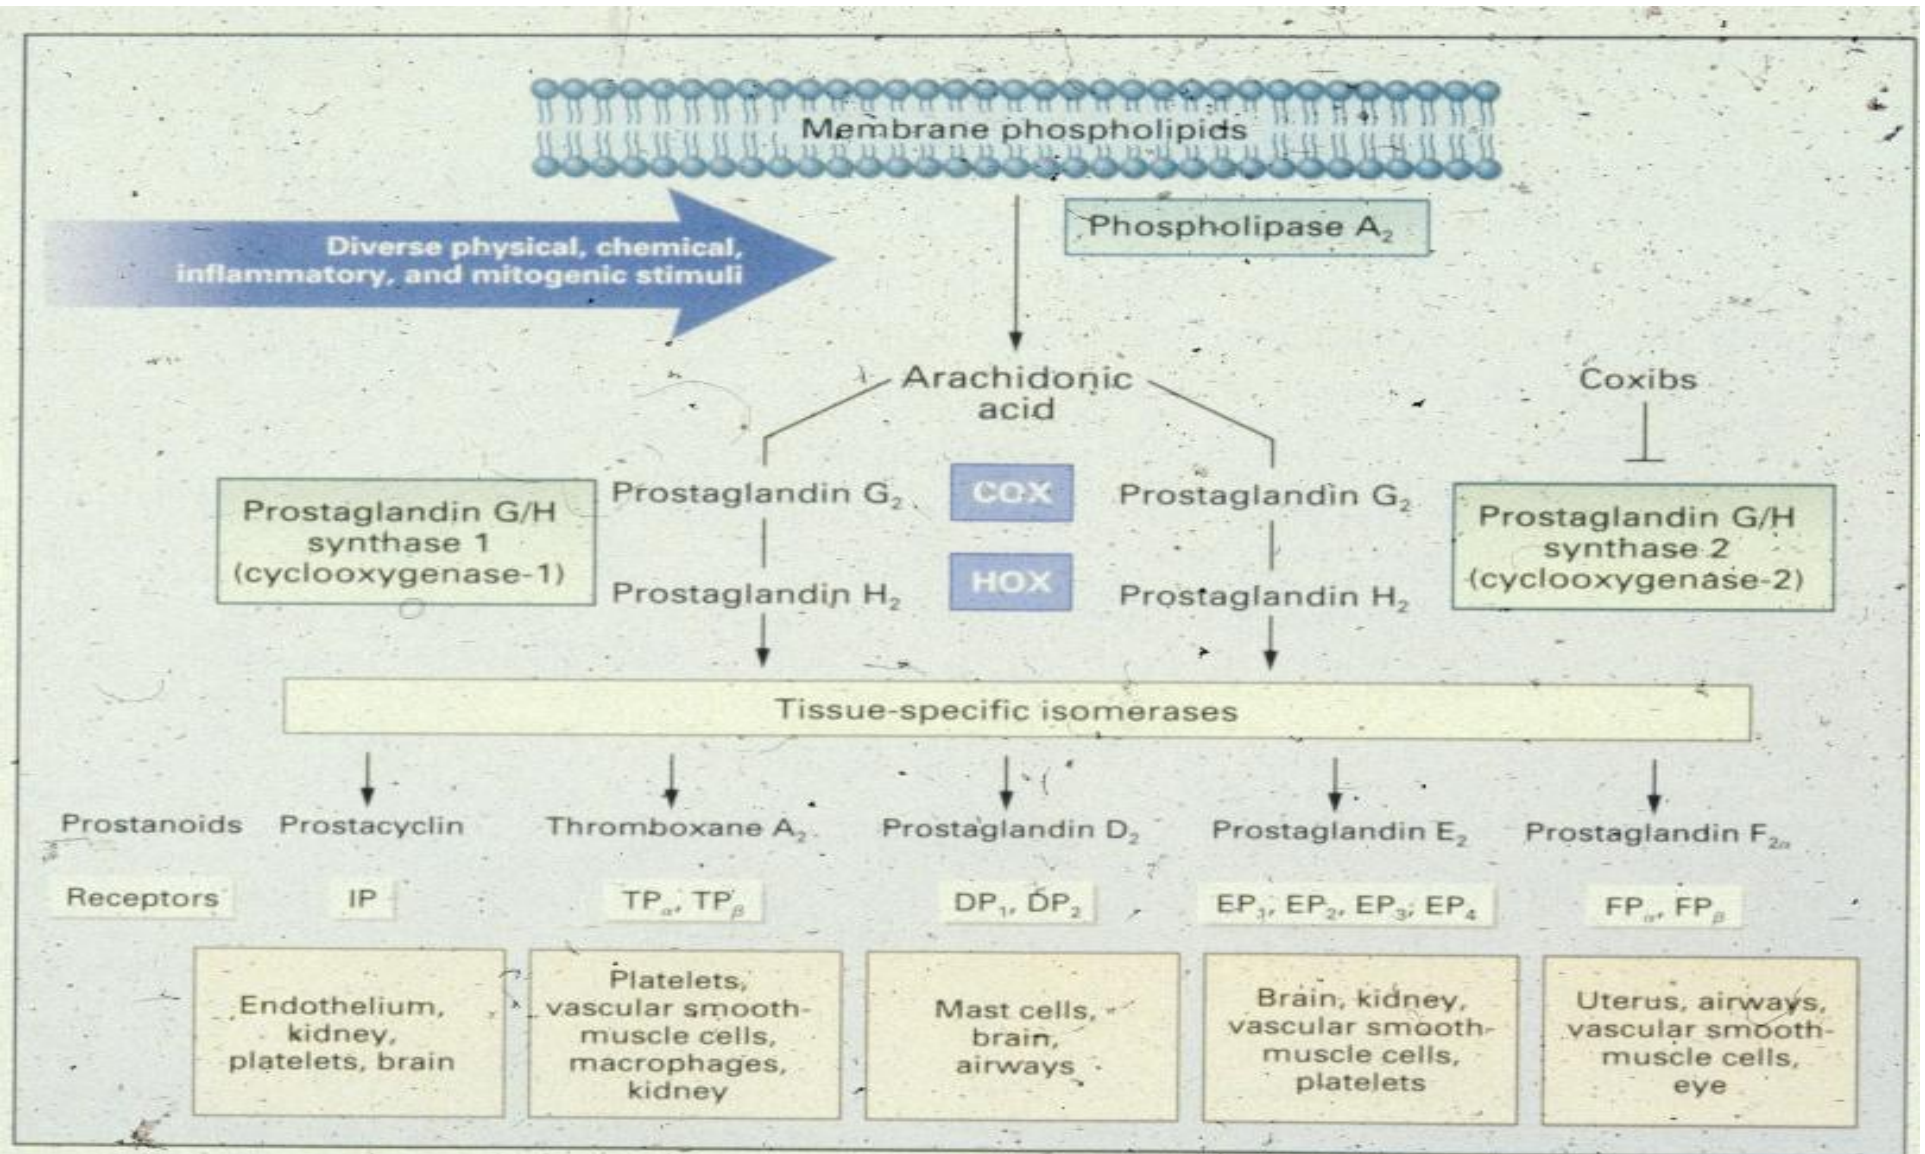 Membrane phospholipids
Diverse physical, chemical,
inflammatory, and mitogenic stimuli
Phospholipase A₂
Arachidonic
acid
Coxibs
Prostaglandin G/H
synthase 1
(cyclooxygenase-1)
Prostaglandin G₂
COX
Prostaglandin G₂
Prostaglandin H₂
HOX
Prostaglandin H₂
Prostaglandin G/H
synthase 2
(cyclooxygenase-2)
Tissue-specific isomerases
Prostanoids
Prostacyclin
Thromboxane A₂
Prostaglandin D₂
Prostaglandin E₂
Prostaglandin F₂α
Receptors
IP
TPα, TPβ
DP₁, DP₂
EP₁, EP₂, EP₃, EP₄
FPα, FPβ
Endothelium,
kidney,
platelets, brain
Platelets,
vascular smooth-
muscle cells,
macrophages,
kidney
Mast cells,
brain,
airways
Brain, kidney,
vascular smooth-
muscle cells,
platelets
Uterus, airways,
vascular smooth-
muscle cells,
eye